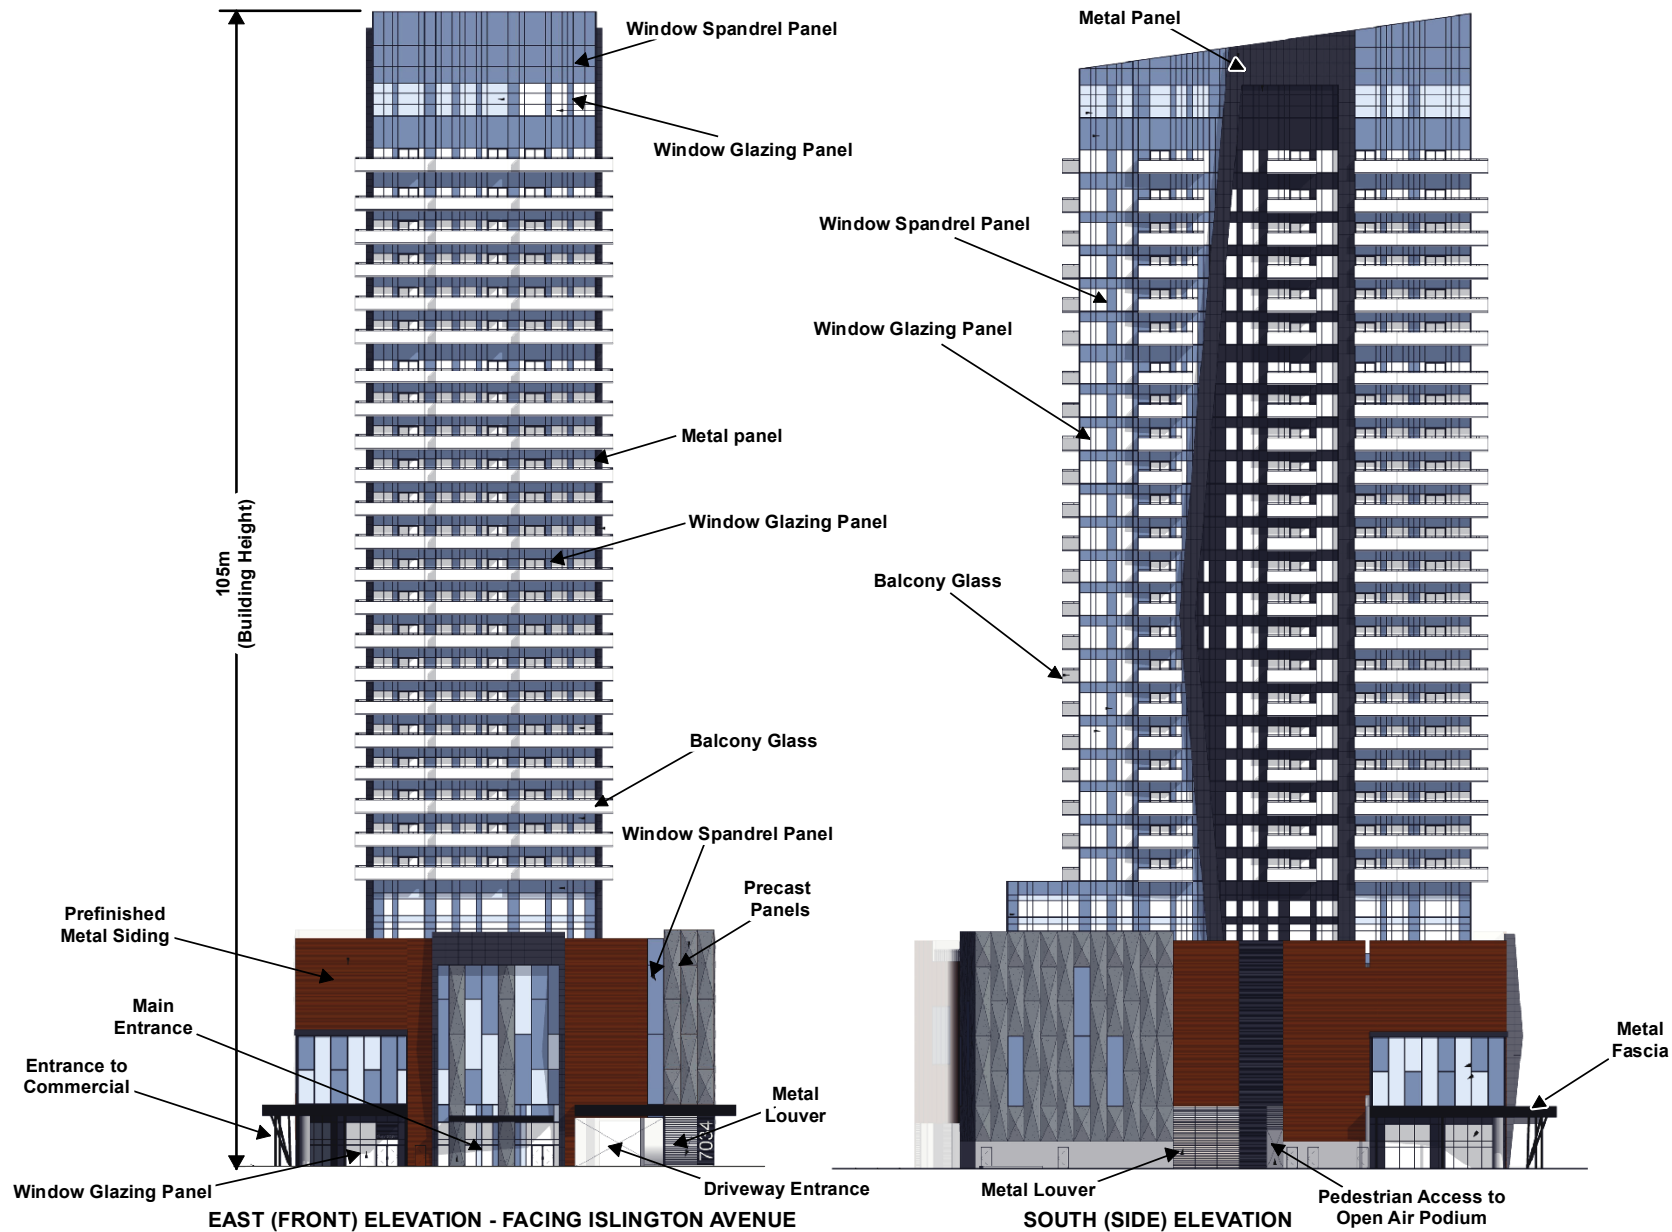 Window Spandrel Panel
Window Glazing Panel
Metal panel
Window Glazing Panel
Balcony Glass
Window Spandrel Panel
Precast
Panels
Prefinished
Metal Siding
Main
Entrance
Entrance to
Commercial
Metal
Louver
7034
Window Glazing Panel
Driveway Entrance
105m
(Building Height)
EAST (FRONT) ELEVATION - FACING ISLINGTON AVENUE
Metal Panel
Window Spandrel Panel
Window Glazing Panel
Balcony Glass
Metal
Fascia
Metal Louver
Pedestrian Access to
Open Air Podium
SOUTH (SIDE) ELEVATION